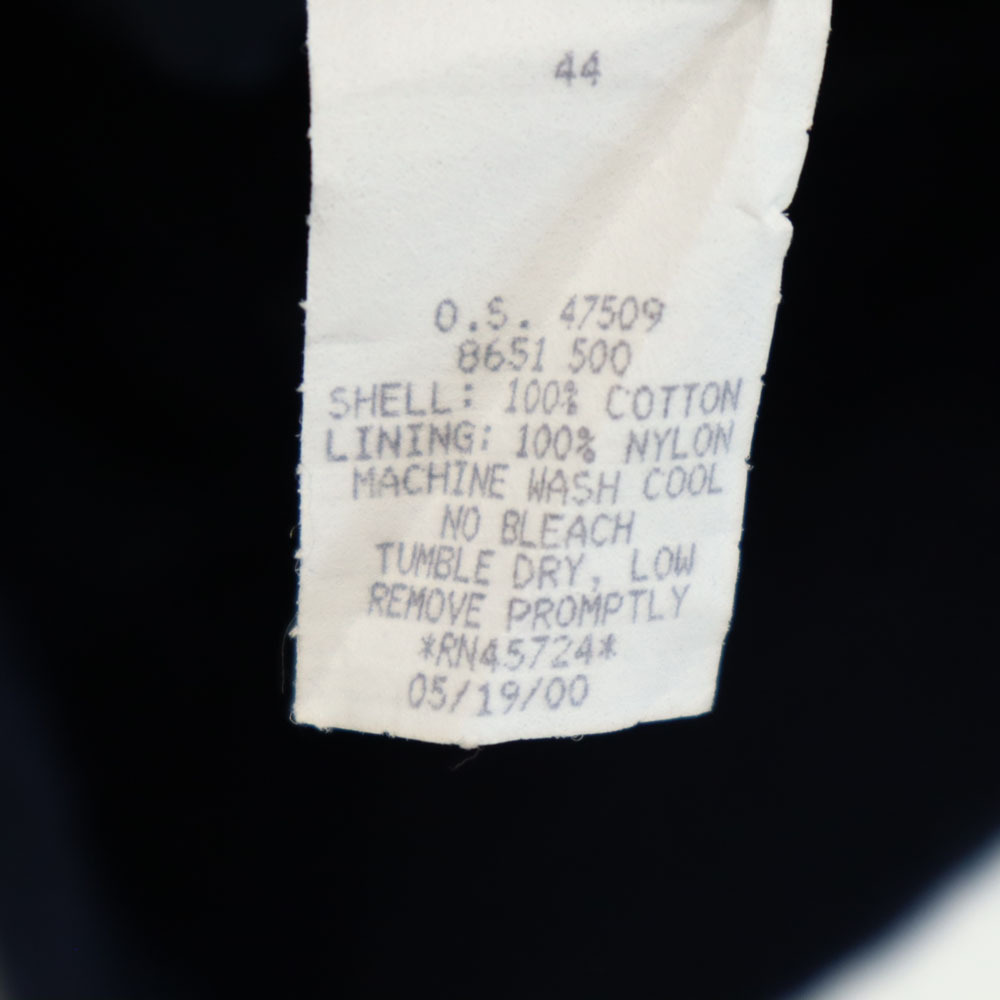 44
O.S. 47509
8651 500
SHELL: 100% COTTON
LINING: 100% NYLON
MACHINE WASH COOL
NO BLEACH
TUMBLE DRY, LOW
REMOVE PROMPTLY
*RN45724*
05/19/00